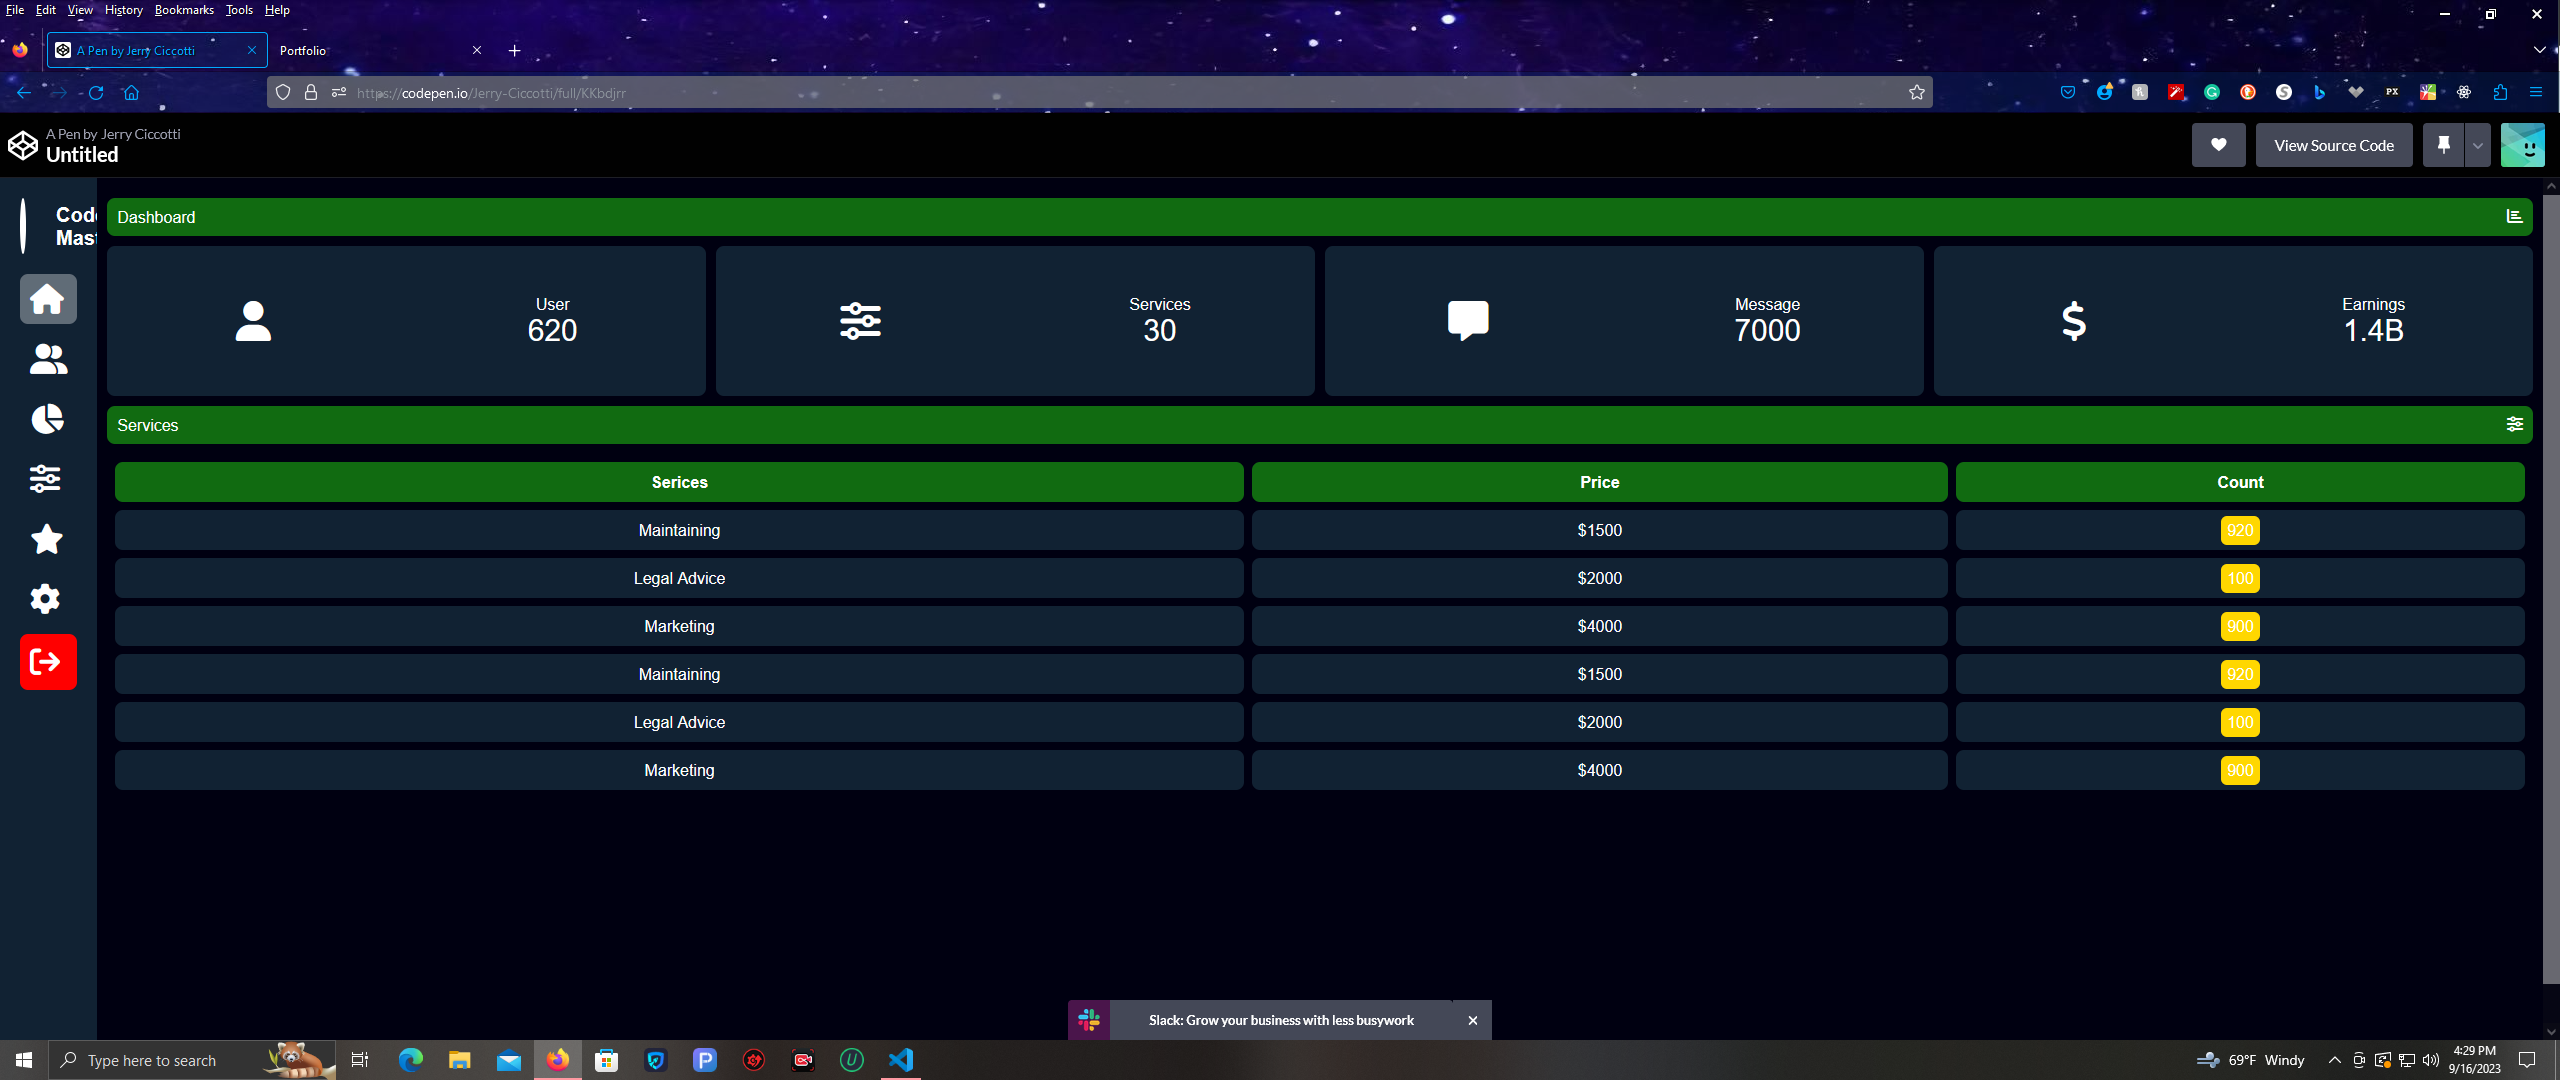 File Edit View History Bookmarks Tools Help
A Pen by Jerry Ciccotti
Portfolio
https://codepen.io/Jerry-Ciccotti/full/KKbdjrr
A Pen by Jerry Ciccotti
Untitled
View Source Code
Code
Mast
Dashboard
User
620
Services
30
Message
7000
Earnings
1.4B
Services
Serices Price Count
Maintaining $1500 920
Legal Advice $2000 100
Marketing $4000 900
Maintaining $1500 920
Legal Advice $2000 100
Marketing $4000 900
Slack: Grow your business with less busywork
Type here to search
69°F Windy
4:29 PM
9/16/2023